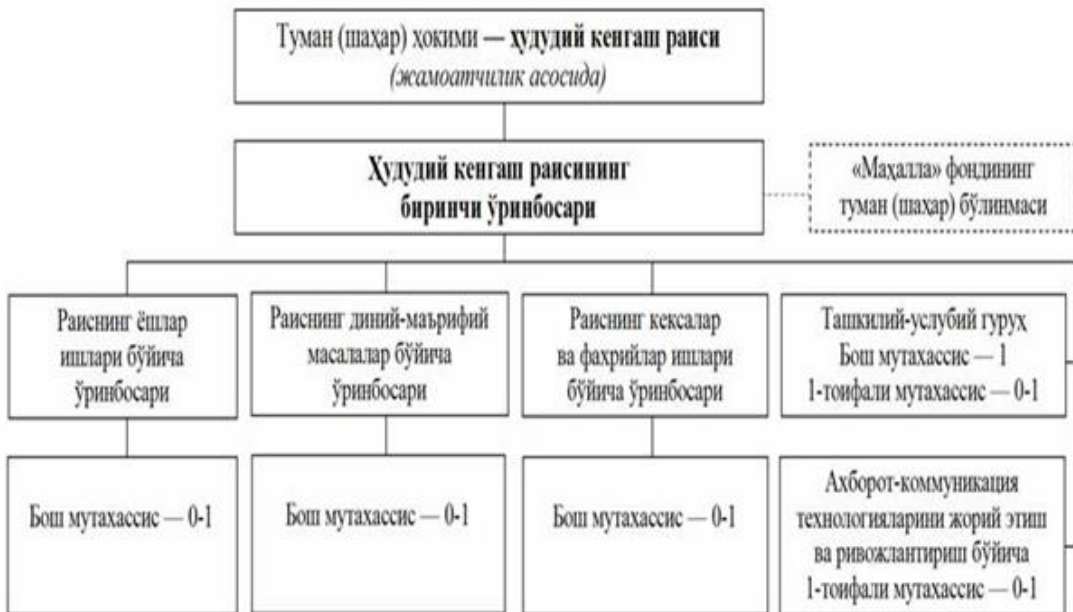 Туман (шаҳар) ҳокими — ҳудудий кенгаш раиси
(жамоатчилик асосида)
Ҳудудий кенгаш раисининг
биринчи ўринбосари
«Маҳалла» фондининг
туман (шаҳар) бўлинмаси
Раиснинг ёшлар
ишлари бўйича
ўринбосари
Раиснинг диний-маърифий
масалалар бўйича
ўринбосари
Раиснинг кексалар
ва фахрийлар ишлари
бўйича ўринбосари
Ташкилий-услубий гуруҳ
Бош мутахассис — 1
1-тоифали мутахассис — 0-1
Бош мутахассис — 0-1
Бош мутахассис — 0-1
Бош мутахассис — 0-1
Ахборот-коммуникация
технологияларини жорий этиш
ва ривожлантириш бўйича
1-тоифали мутахассис — 0-1